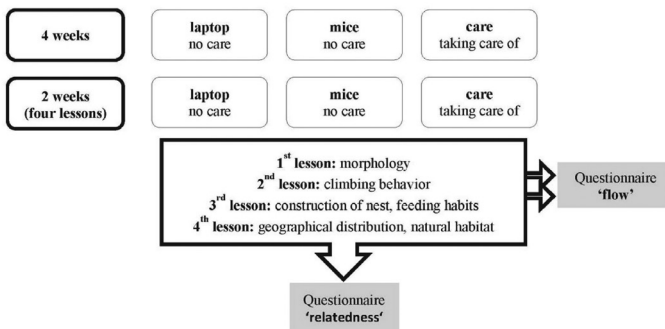 4 weeks
laptop
no care
mice
no care
care
taking care of
2 weeks
(four lessons)
laptop
no care
mice
no care
care
taking care of
1st lesson: morphology
2nd lesson: climbing behavior
3rd lesson: construction of nest, feeding habits
4th lesson: geographical distribution, natural habitat
Questionnaire
'flow'
Questionnaire
'relatedness'